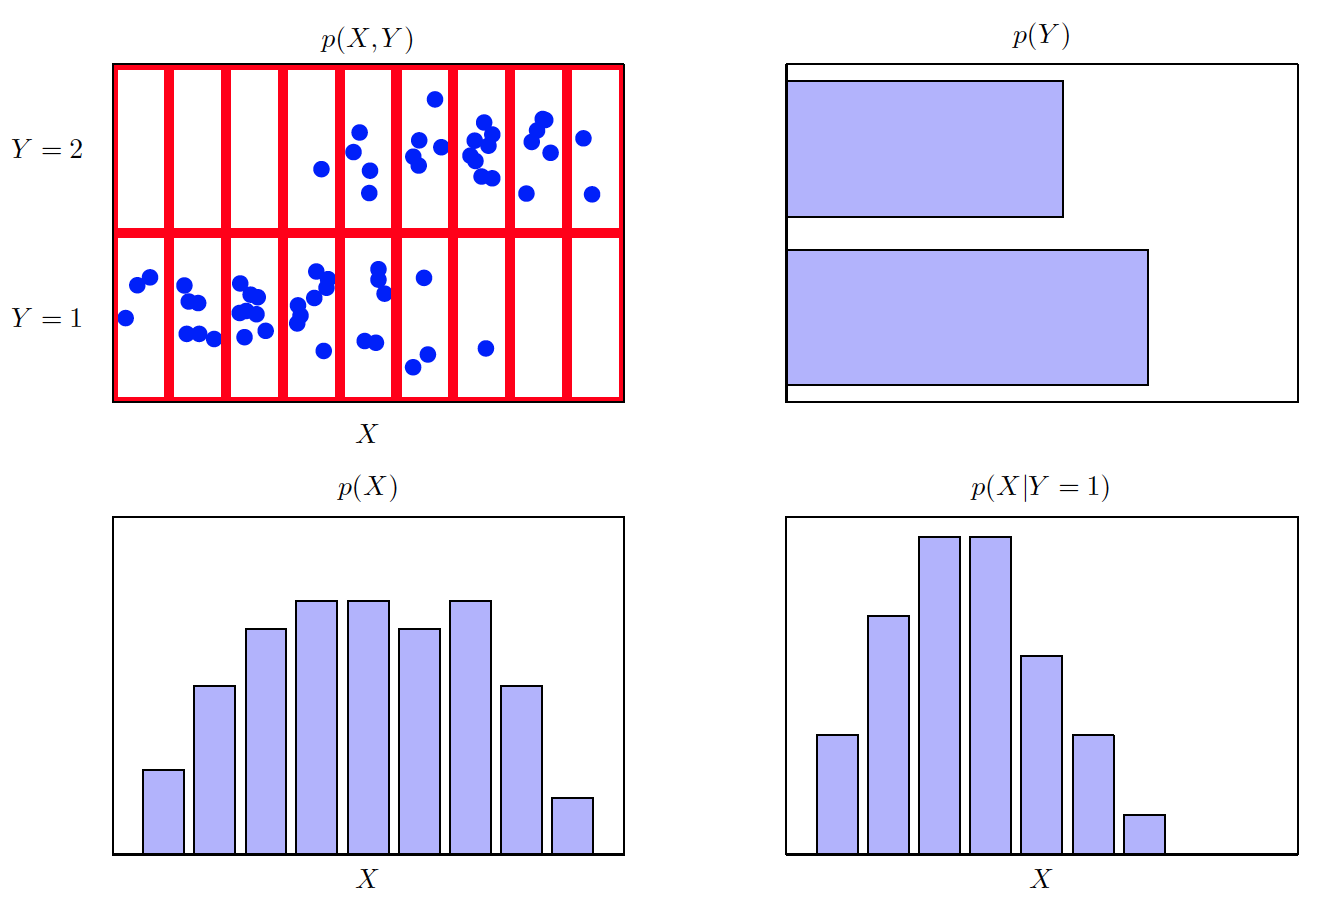 p(X, Y)
Y = 2
Y = 1
X
p(Y)
p(X)
X
p(X|Y = 1)
X